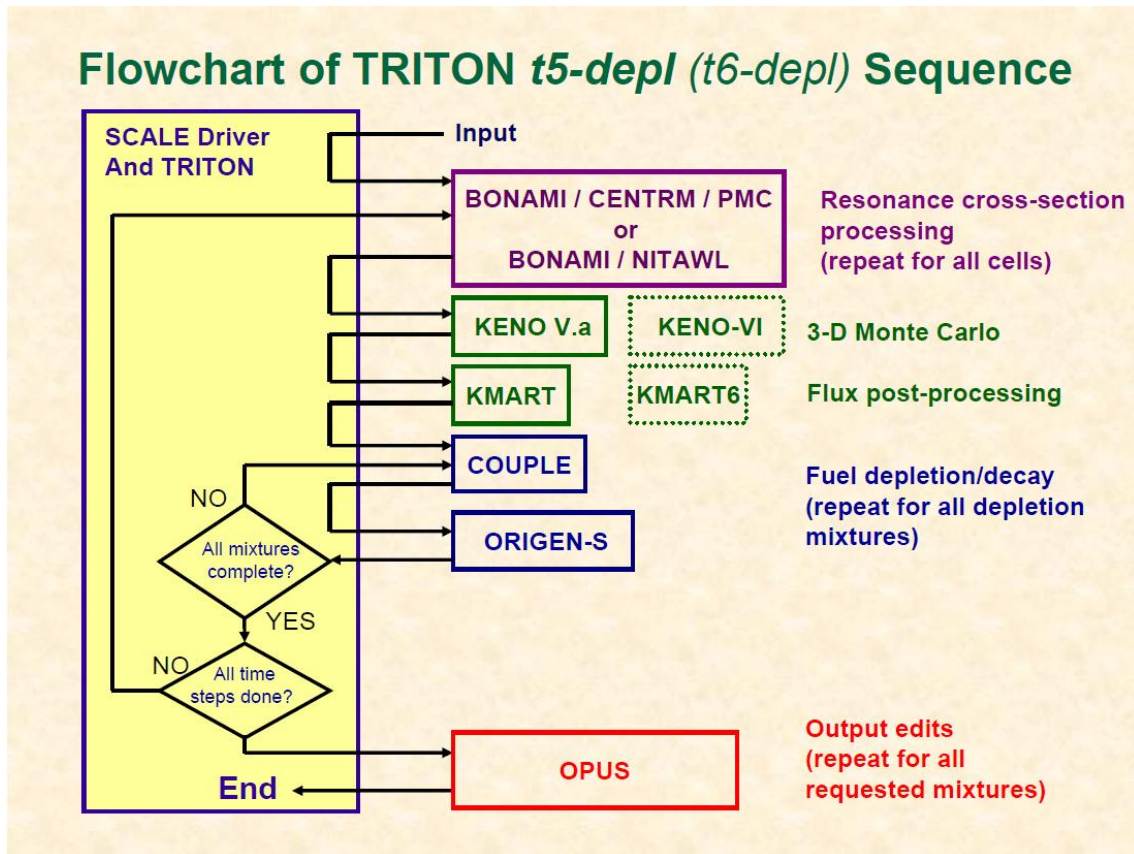 Flowchart of TRITON t5-depl (t6-depl) Sequence
SCALE Driver
And TRITON
Input
BONAMI / CENTRM / PMC
or
BONAMI / NITAWL
Resonance cross-section
processing
(repeat for all cells)
KENO V.a
KENO-VI
3-D Monte Carlo
KMART
KMART6
Flux post-processing
COUPLE
Fuel depletion/decay
(repeat for all depletion
mixtures)
NO
ORIGEN-S
All mixtures
complete?
YES
NO
All time
steps done?
OPUS
Output edits
(repeat for all
requested mixtures)
End